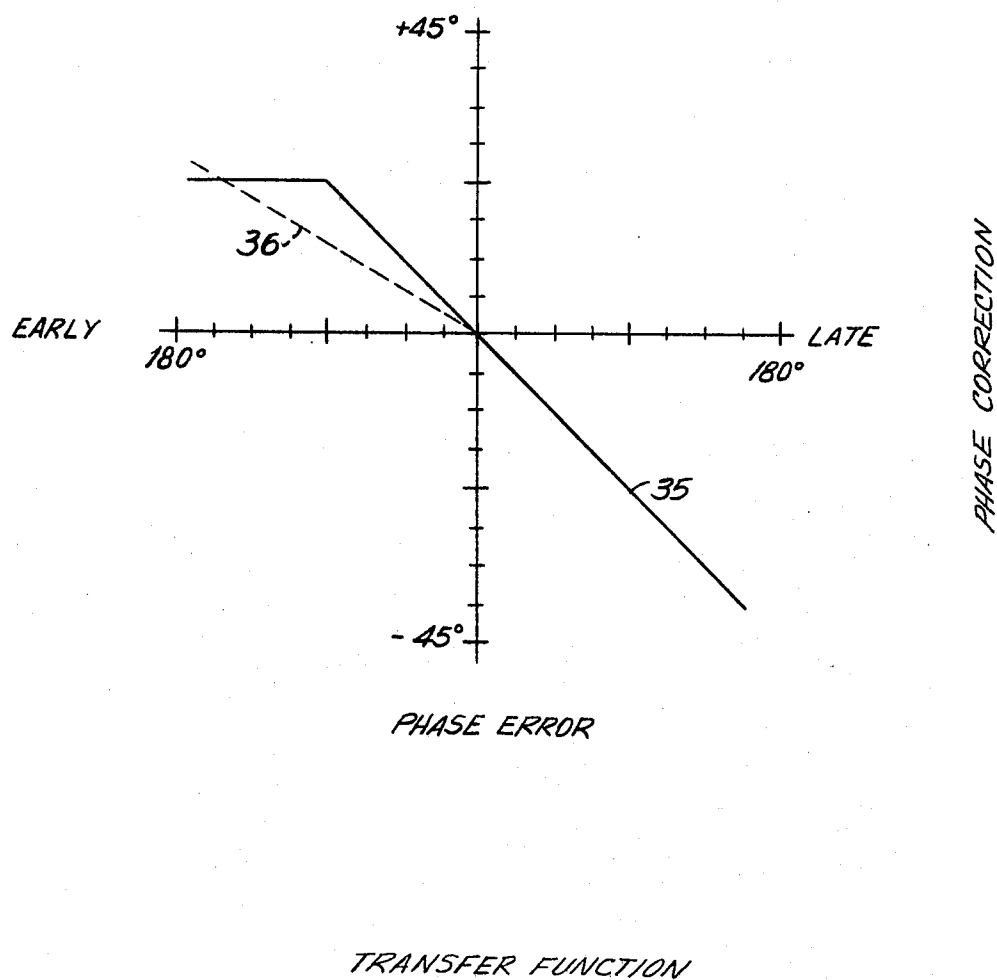 +45°
36
EARLY
LATE
180°
180°
PHASE CORRECTION
35
- 45°
PHASE ERROR
TRANSFER FUNCTION